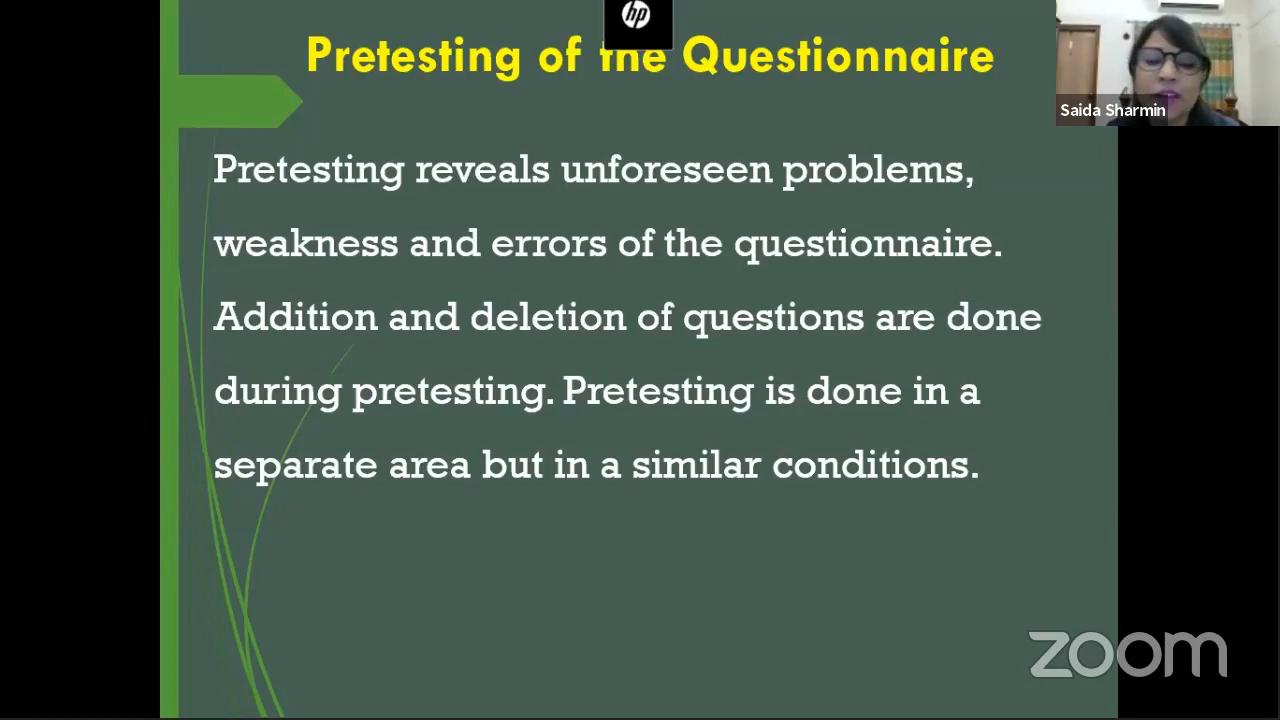 hp
Pretesting of the Questionnaire
Saida Sharmin
Pretesting reveals unforeseen problems,
weakness and errors of the questionnaire.
Addition and deletion of questions are done
during pretesting. Pretesting is done in a
separate area but in a similar conditions.
zoom